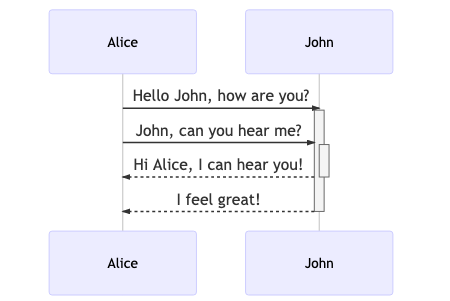 Alice
John
Hello John, how are you?
John, can you hear me?
Hi Alice, I can hear you!
I feel great!
Alice
John